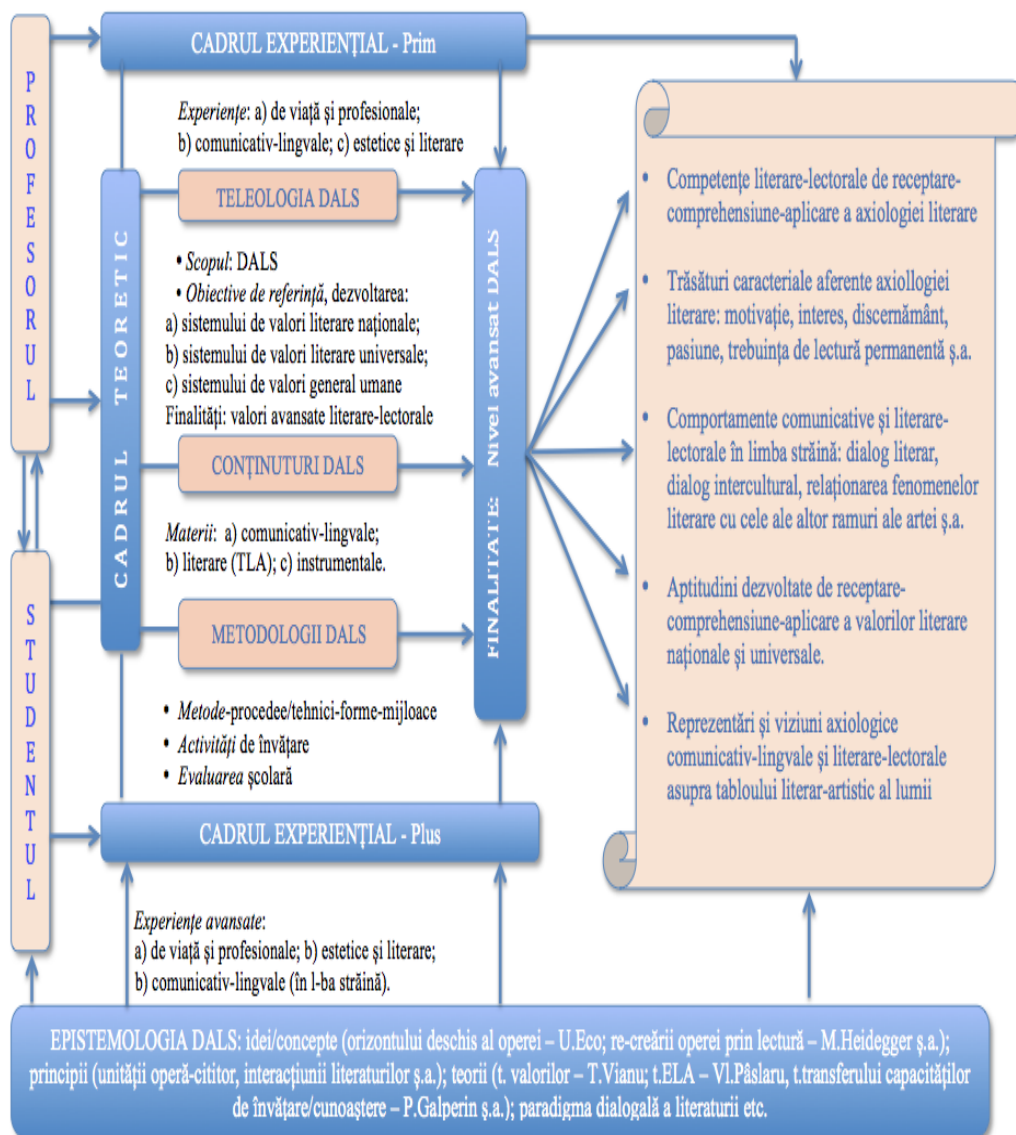 PROFESORUL
STUDENTUL
CADRUL EXPERIENȚIAL - Prim
Experiențe: a) de viață și profesionale;
b) comunicativ-lingvale; c) estetice și literare
CADRUL TEORETIC
TELEOLOGIA DALS
• Scopul: DALS
• Obiective de referință, dezvoltarea:
a) sistemului de valori literare naționale;
b) sistemului de valori literare universale;
c) sistemului de valori general umane
Finalități: valori avansate literare-lectorale
CONȚINUTURI DALS
Materii: a) comunicativ-lingvale;
b) literare (TLA); c) instrumentale.
METODOLOGII DALS
• Metode-procedee/tehnici-forme-mijloace
• Activități de învățare
• Evaluarea școlară
FINALITATE: Nivel avansat DALS
CADRUL EXPERIENȚIAL - Plus
Experiențe avansate:
a) de viață și profesionale; b) estetice și literare;
b) comunicativ-lingvale (în l-ba străină).
• Competențe literare-lectorale de receptare-
comprehensiune-aplicare a axiologiei literare
• Trăsături caracteriale aferente axiollogiei
literare: motivație, interes, discernământ,
pasiune, trebuința de lectură permanentă ș.a.
• Comportamente comunicative și literare-
lectorale în limba străină: dialog literar,
dialog intercultural, relaționarea fenomenelor
literare cu cele ale altor ramuri ale artei ș.a.
• Aptitudini dezvoltate de receptare-
comprehensiune-aplicare a valorilor literare
naționale și universale.
• Reprezentări și viziuni axiologice
comunicativ-lingvale și literare-lectorale
asupra tabloului literar-artistic al lumii
EPISTEMOLOGIA DALS: idei/concepte (orizontului deschis al operei – U.Eco; re-creării operei prin lectură – M.Heidegger ș.a.);
principii (unității operă-cititor, interacțiunii literaturilor ș.a.); teorii (t. valorilor – T.Vianu; t.ELA – Vl.Pâslaru, t.transferului capacităților
de învățare/cunoaștere – P.Galperin ș.a.); paradigma dialogală a literaturii etc.